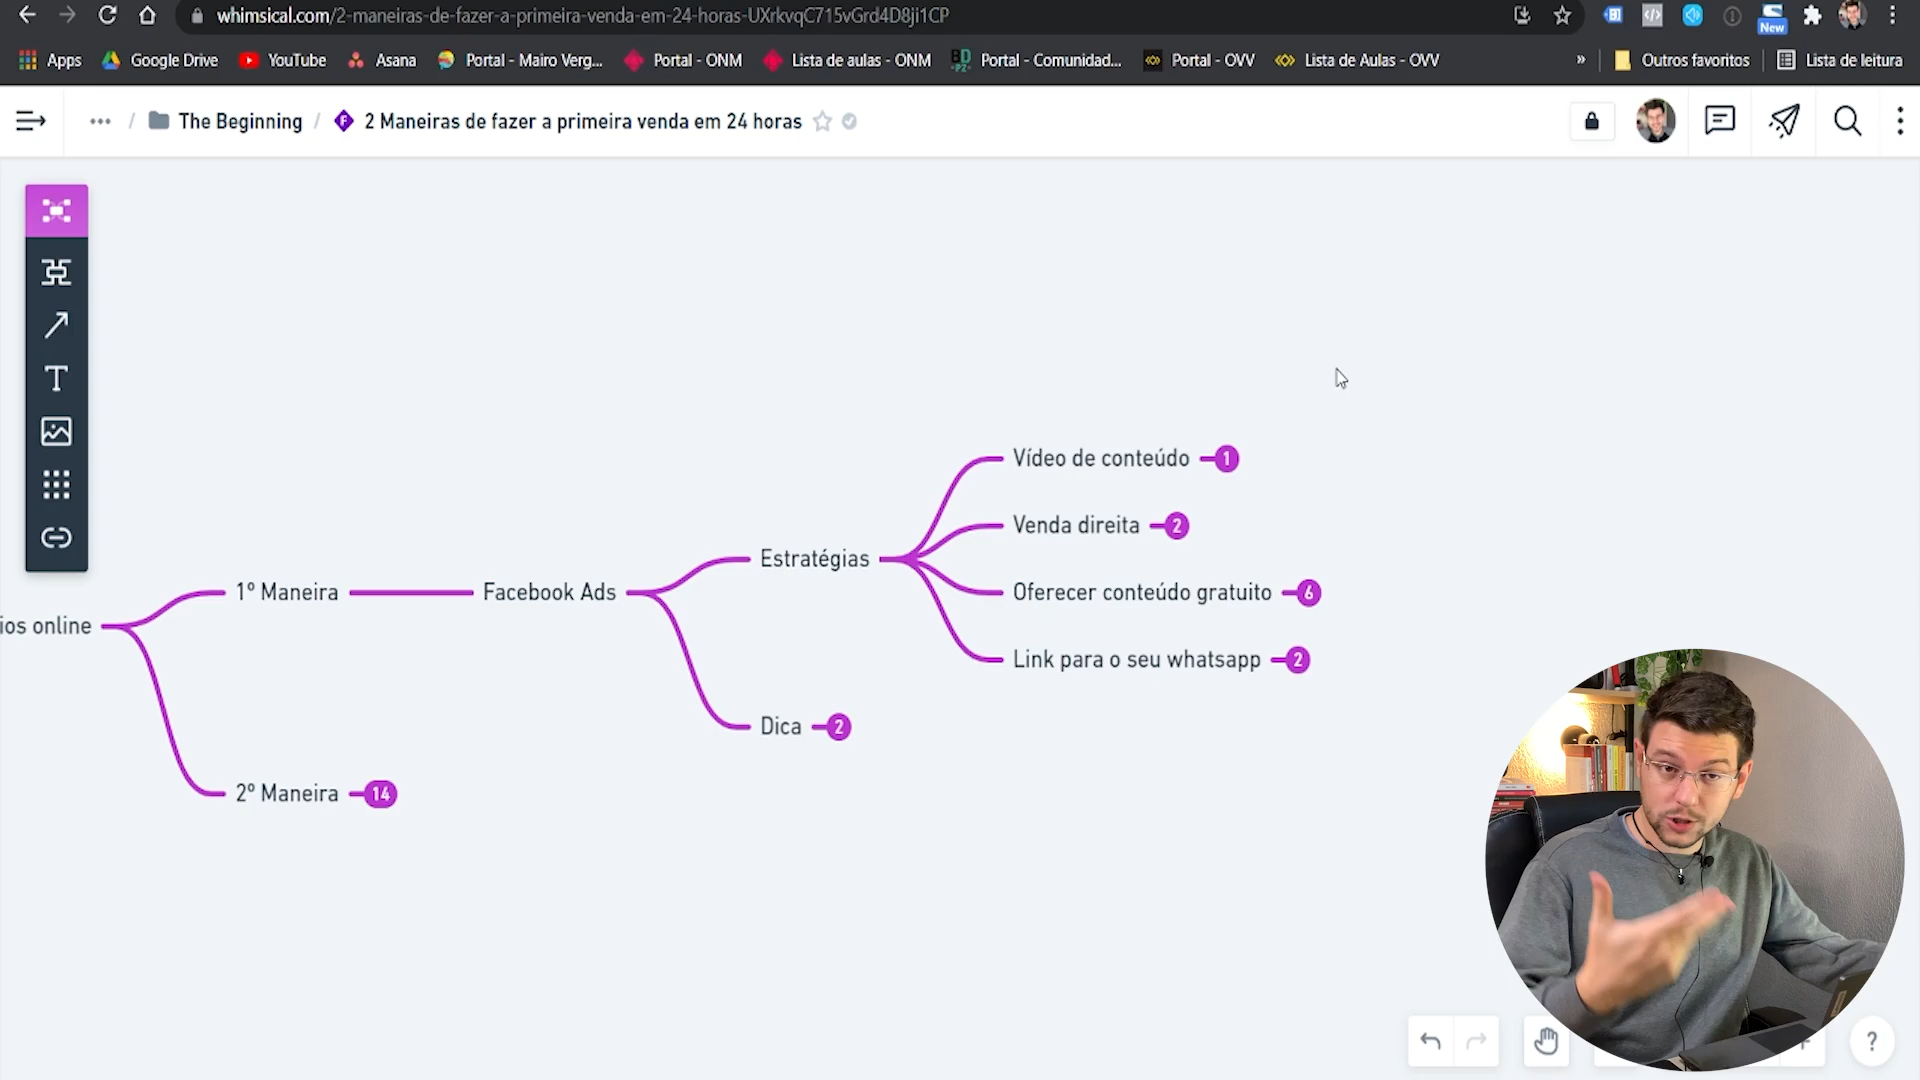 whimsical.com/2-maneiras-de-fazer-a-primeira-venda-em-24-horas-UXrkvqC715vGrd4D8ji1CP
New
Apps
Google Drive
YouTube
Asana
Portal - Mairo Verg...
Portal - ONM
Lista de aulas - ONM
Portal - Comunidad...
Portal - OVV
Lista de Aulas - OVV
»
Outros favoritos
Lista de leitura
... / The Beginning / 2 Maneiras de fazer a primeira venda em 24 horas
T
Vídeo de conteúdo 1
Venda direita 2
Estratégias
Oferecer conteúdo gratuito 6
1º Maneira
Facebook Ads
ios online
Link para o seu whatsapp 2
Dica 2
2º Maneira 14
?